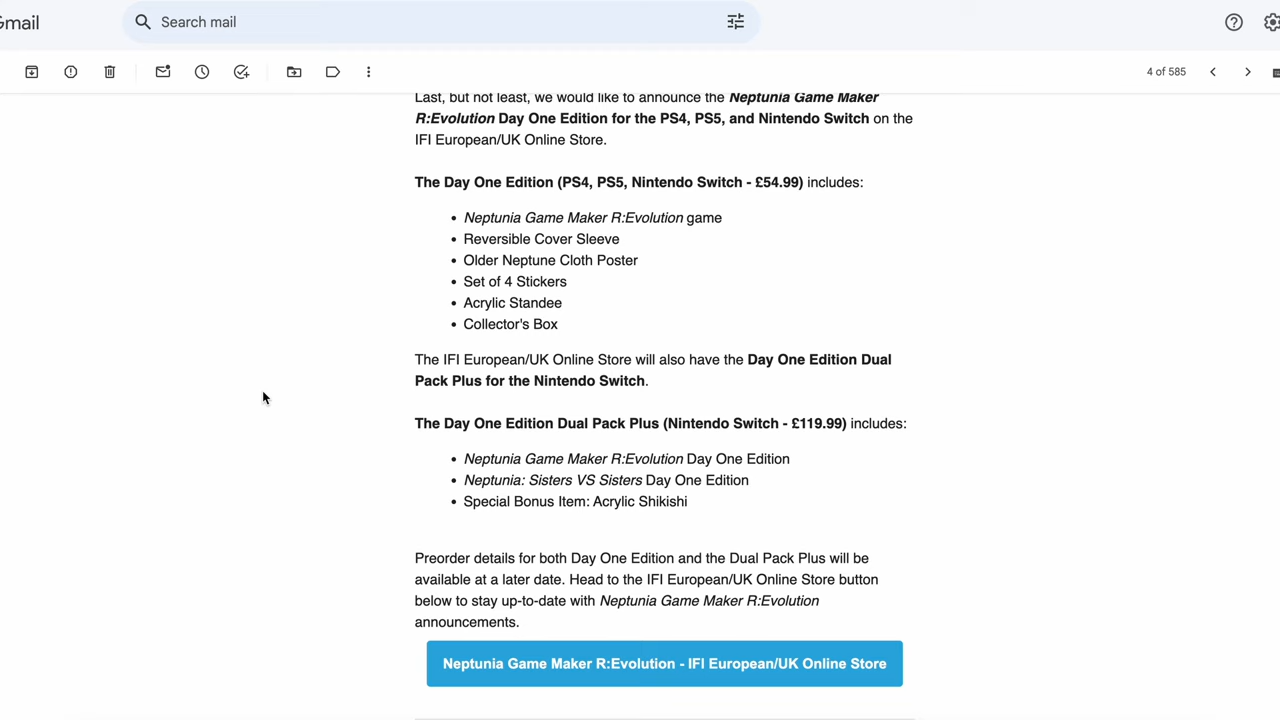 Gmail
Search mail
4 of 585
Last, but not least, we would like to announce the Neptunia Game Maker
R:Evolution Day One Edition for the PS4, PS5, and Nintendo Switch on the
IFI European/UK Online Store.
The Day One Edition (PS4, PS5, Nintendo Switch - £54.99) includes:
• Neptunia Game Maker R:Evolution game
• Reversible Cover Sleeve
• Older Neptune Cloth Poster
• Set of 4 Stickers
• Acrylic Standee
• Collector's Box
The IFI European/UK Online Store will also have the Day One Edition Dual
Pack Plus for the Nintendo Switch.
The Day One Edition Dual Pack Plus (Nintendo Switch - £119.99) includes:
• Neptunia Game Maker R:Evolution Day One Edition
• Neptunia: Sisters VS Sisters Day One Edition
• Special Bonus Item: Acrylic Shikishi
Preorder details for both Day One Edition and the Dual Pack Plus will be
available at a later date. Head to the IFI European/UK Online Store button
below to stay up-to-date with Neptunia Game Maker R:Evolution
announcements.
Neptunia Game Maker R:Evolution - IFI European/UK Online Store